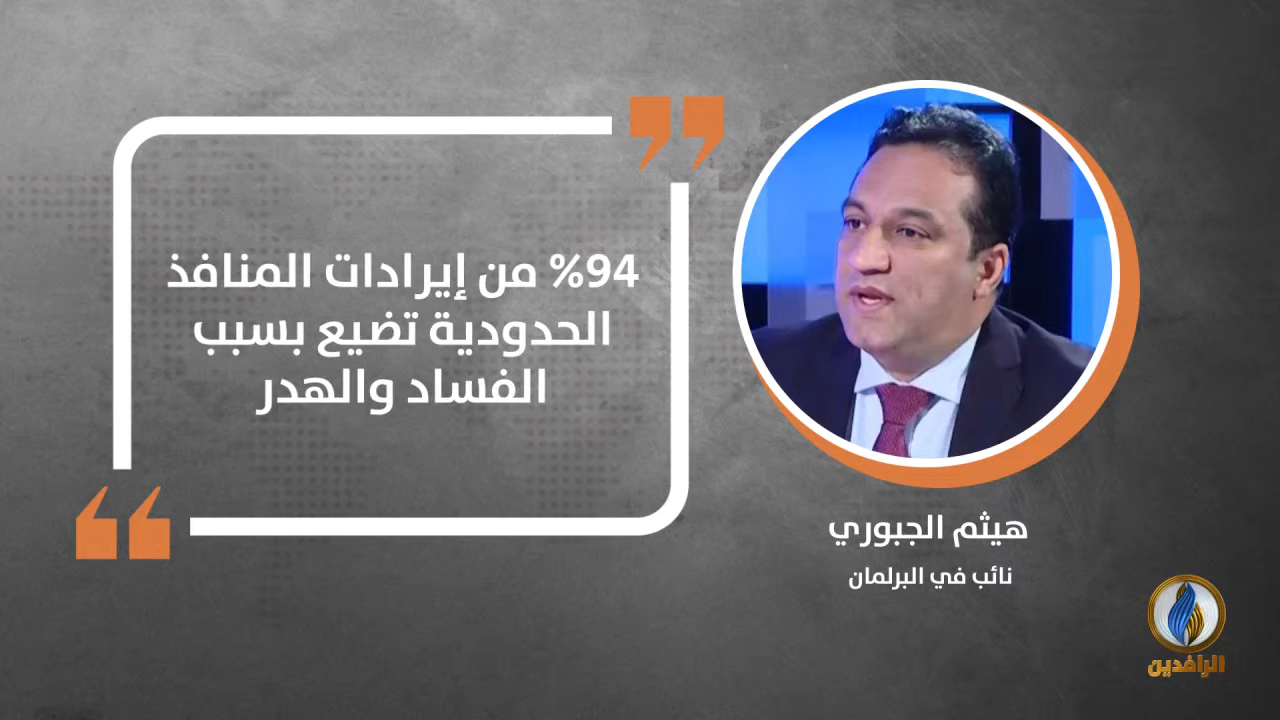 94% من إيرادات المنافذ
الحدودية تضيع بسبب
الفساد والهدر
هيثم الجبوري
نائب في البرلمان
الرافدين